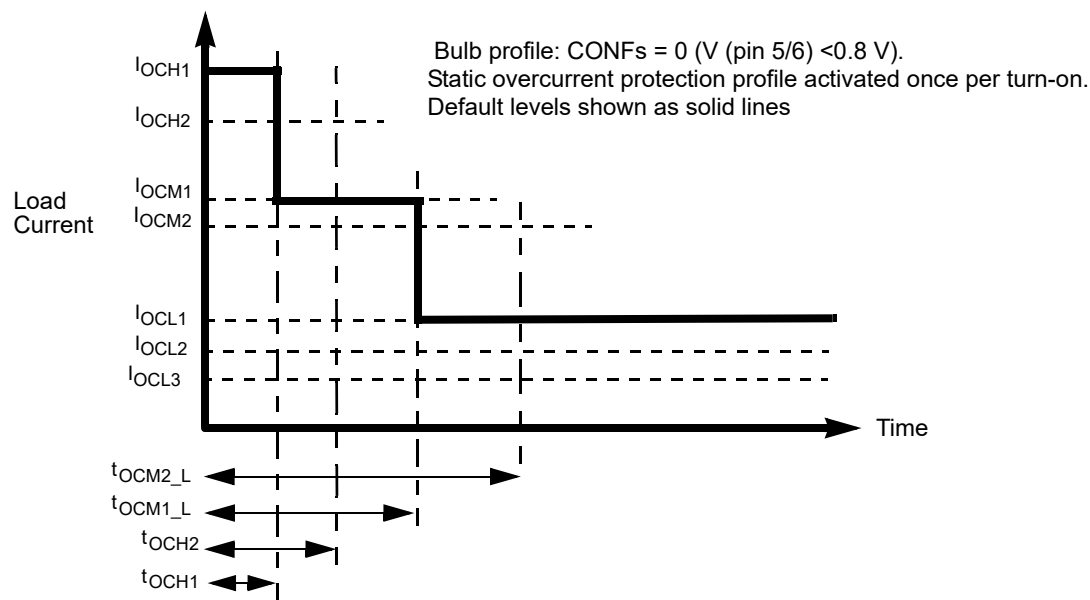 Bulb profile: CONFs = 0 (V (pin 5/6) <0.8 V).
Static overcurrent protection profile activated once per turn-on.
Default levels shown as solid lines
IOCH1
IOCH2
IOCM1
Load
Current
IOCM2
IOCL1
IOCL2
IOCL3
Time
tOCM2_L
tOCM1_L
tOCH2
tOCH1